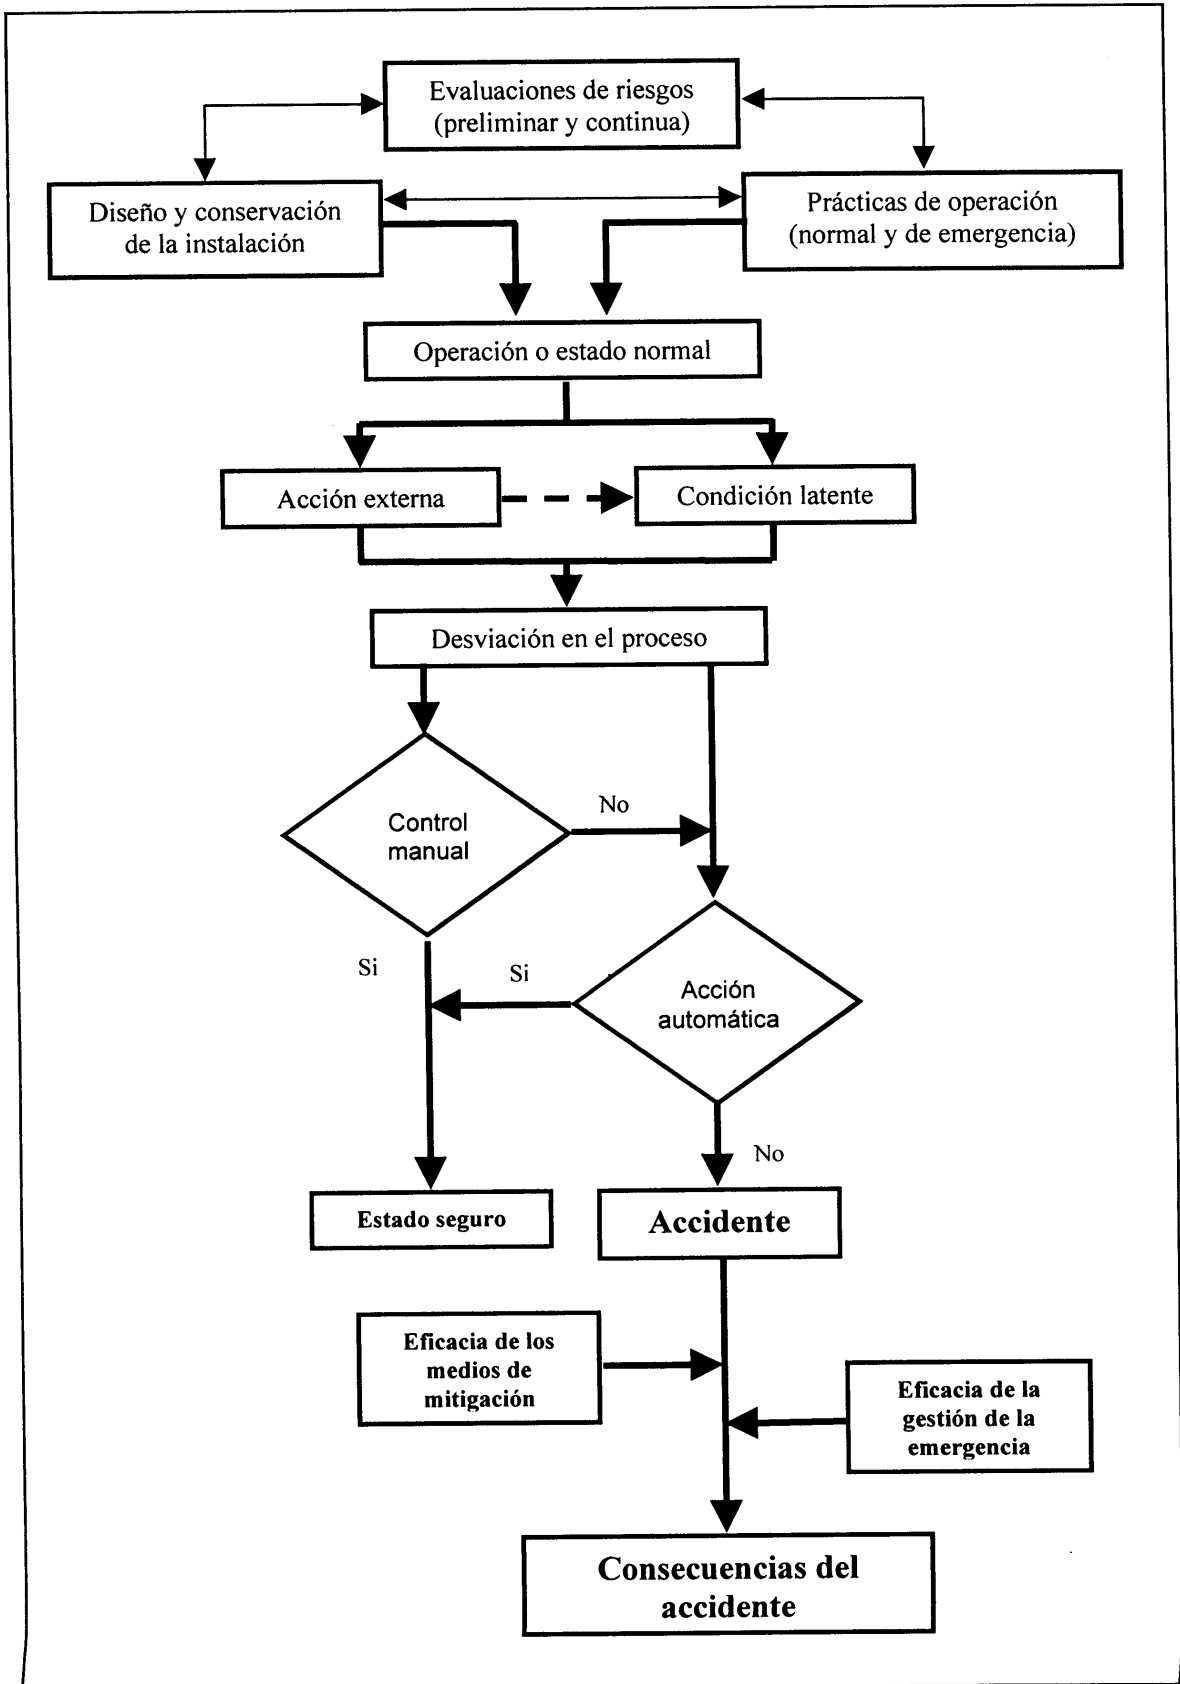 Evaluaciones de riesgos
(preliminar y continua)
Diseño y conservación
de la instalación
Prácticas de operación
(normal y de emergencia)
Operación o estado normal
Acción externa
Condición latente
Desviación en el proceso
Control
manual
No
Si
Si
Acción
automática
No
Estado seguro
Accidente
Eficacia de los
medios de
mitigación
Eficacia de la
gestión de la
emergencia
Consecuencias del
accidente